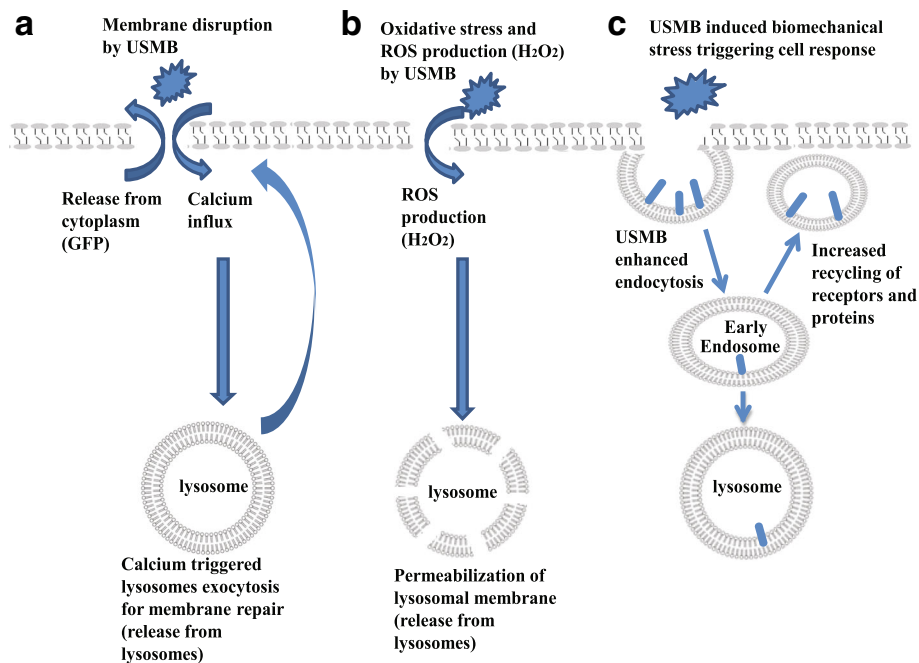 a
Membrane disruption
by USMB
Release from
cytoplasm
(GFP)
Calcium
influx
lysosome
Calcium triggered
lysosomes exocytosis
for membrane repair
(release from
lysosomes)
b
Oxidative stress and
ROS production (H₂O₂)
by USMB
ROS
production
(H₂O₂)
lysosome
Permeabilization of
lysosomal membrane
(release from
lysosomes)
c
USMB induced biomechanical
stress triggering cell response
USMB
enhanced
endocytosis
Increased
recycling of
receptors and
proteins
Early
Endosome
lysosome